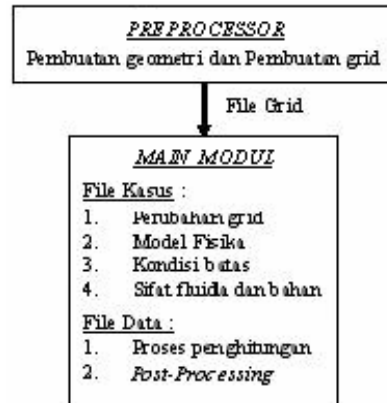 PREPROCESSOR
Pembuatan geometri dan Pembuatan grid
File Grid
MAIN MODUL
File Kasus :
1. Perubahan grid
2. Model Fisika
3. Kondisi batas
4. Sifat fluida dan bahan
File Data :
1. Proses penghitungan
2. Post-Processing